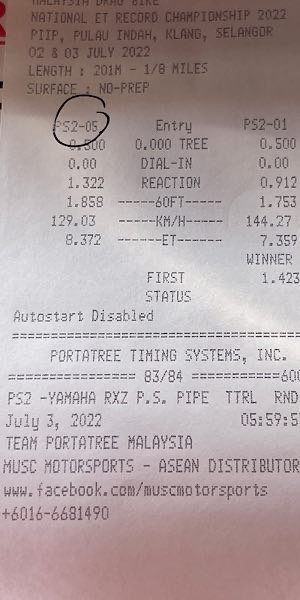 MALAYSIA DRAG BIKE
NATIONAL ET RECORD CHAMPIONSHIP 2022
PIIP, PULAU INDAH, KLANG, SELANGOR
02 & 03 JULY 2022
LENGTH : 201M - 1/8 MILES
SURFACE : NO-PREP
PS2-05 Entry PS2-01
0.500 0.000 TREE 0.500
0.00 DIAL-IN 0.00
1.322 REACTION 0.912
1.858 -----60FT----- 1.753
129.03 -----KM/H----- 144.27
8.372 ------ET------ 7.359
WINNER
FIRST 1.423
STATUS
Autostart Disabled
====================================
PORTATREE TIMING SYSTEMS, INC.
=============== 83/84 ===========600
PS2 -YAMAHA RXZ P.S. PIPE TTRL RND
July 3, 2022 05:59:5
TEAM PORTATREE MALAYSIA
MUSC MOTORSPORTS - ASEAN DISTRIBUTOR
www.facebook.com/muscmotorsports
+6016-6681490